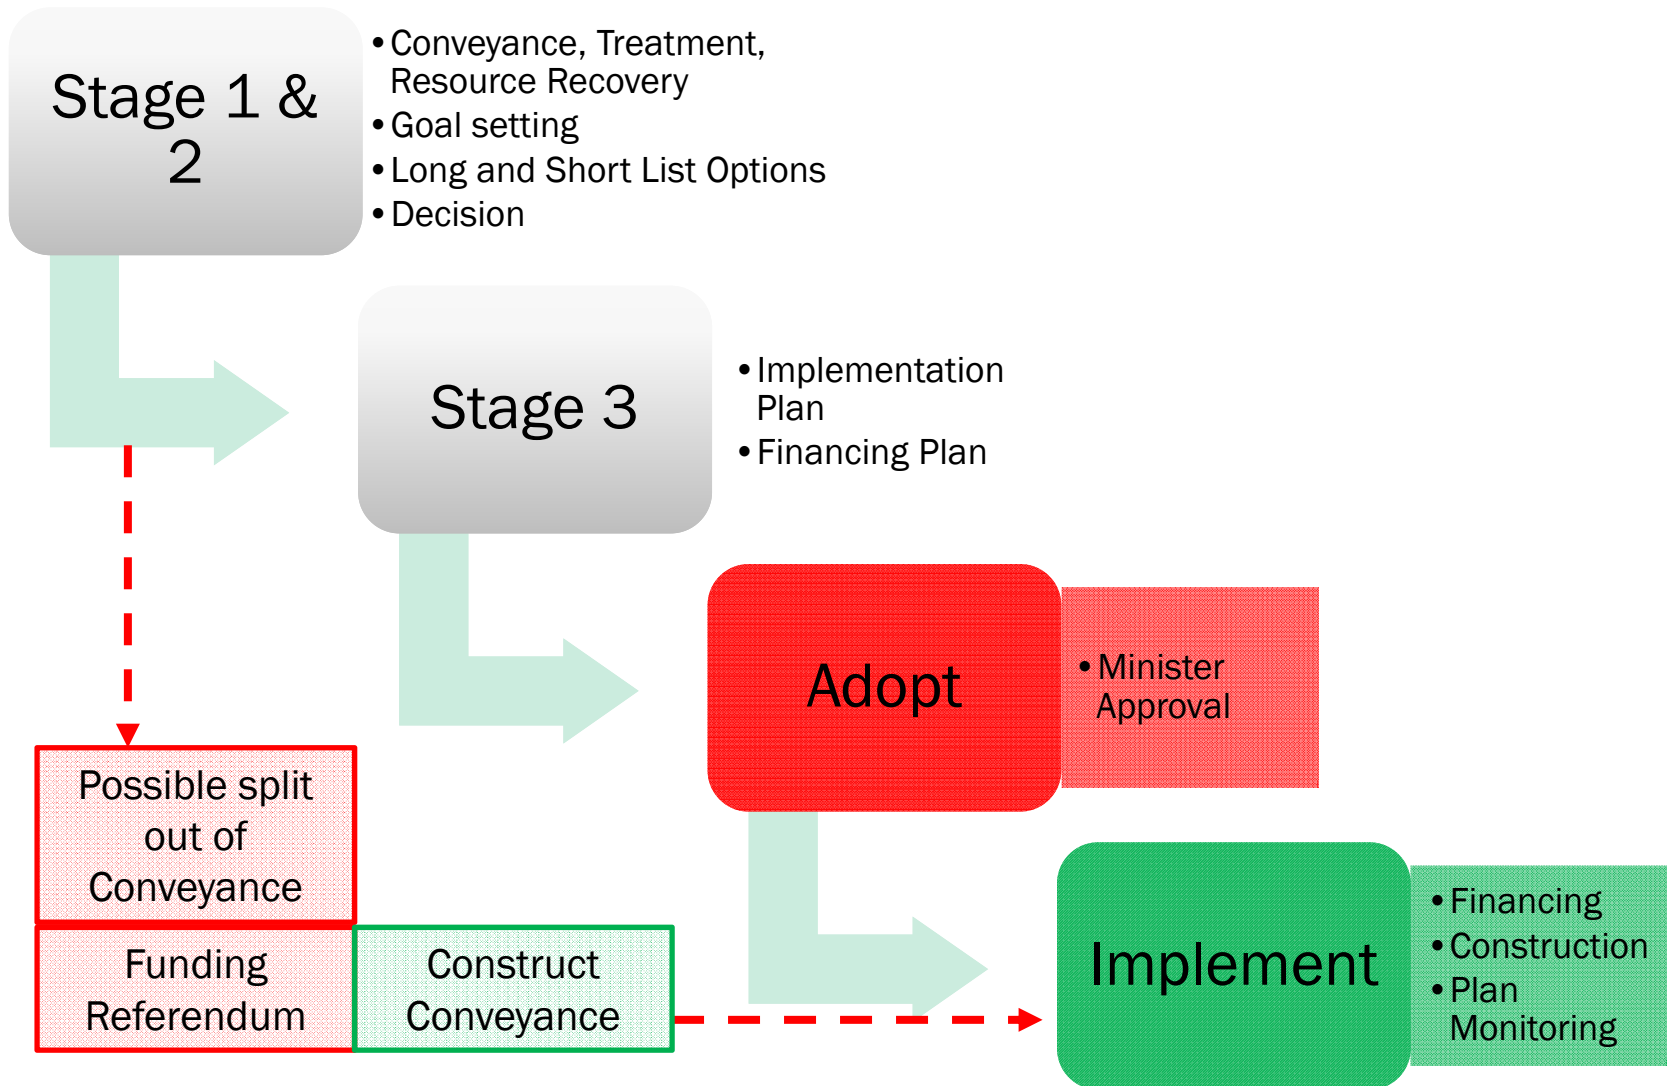 Stage 1 &
2
•Conveyance, Treatment,
Resource Recovery
•Goal setting
•Long and Short List Options
•Decision
Stage 3
•Implementation
Plan
•Financing Plan
Adopt
•Minister
Approval
Possible split
out of
Conveyance
Funding
Referendum
Construct
Conveyance
Implement
•Financing
•Construction
•Plan
Monitoring